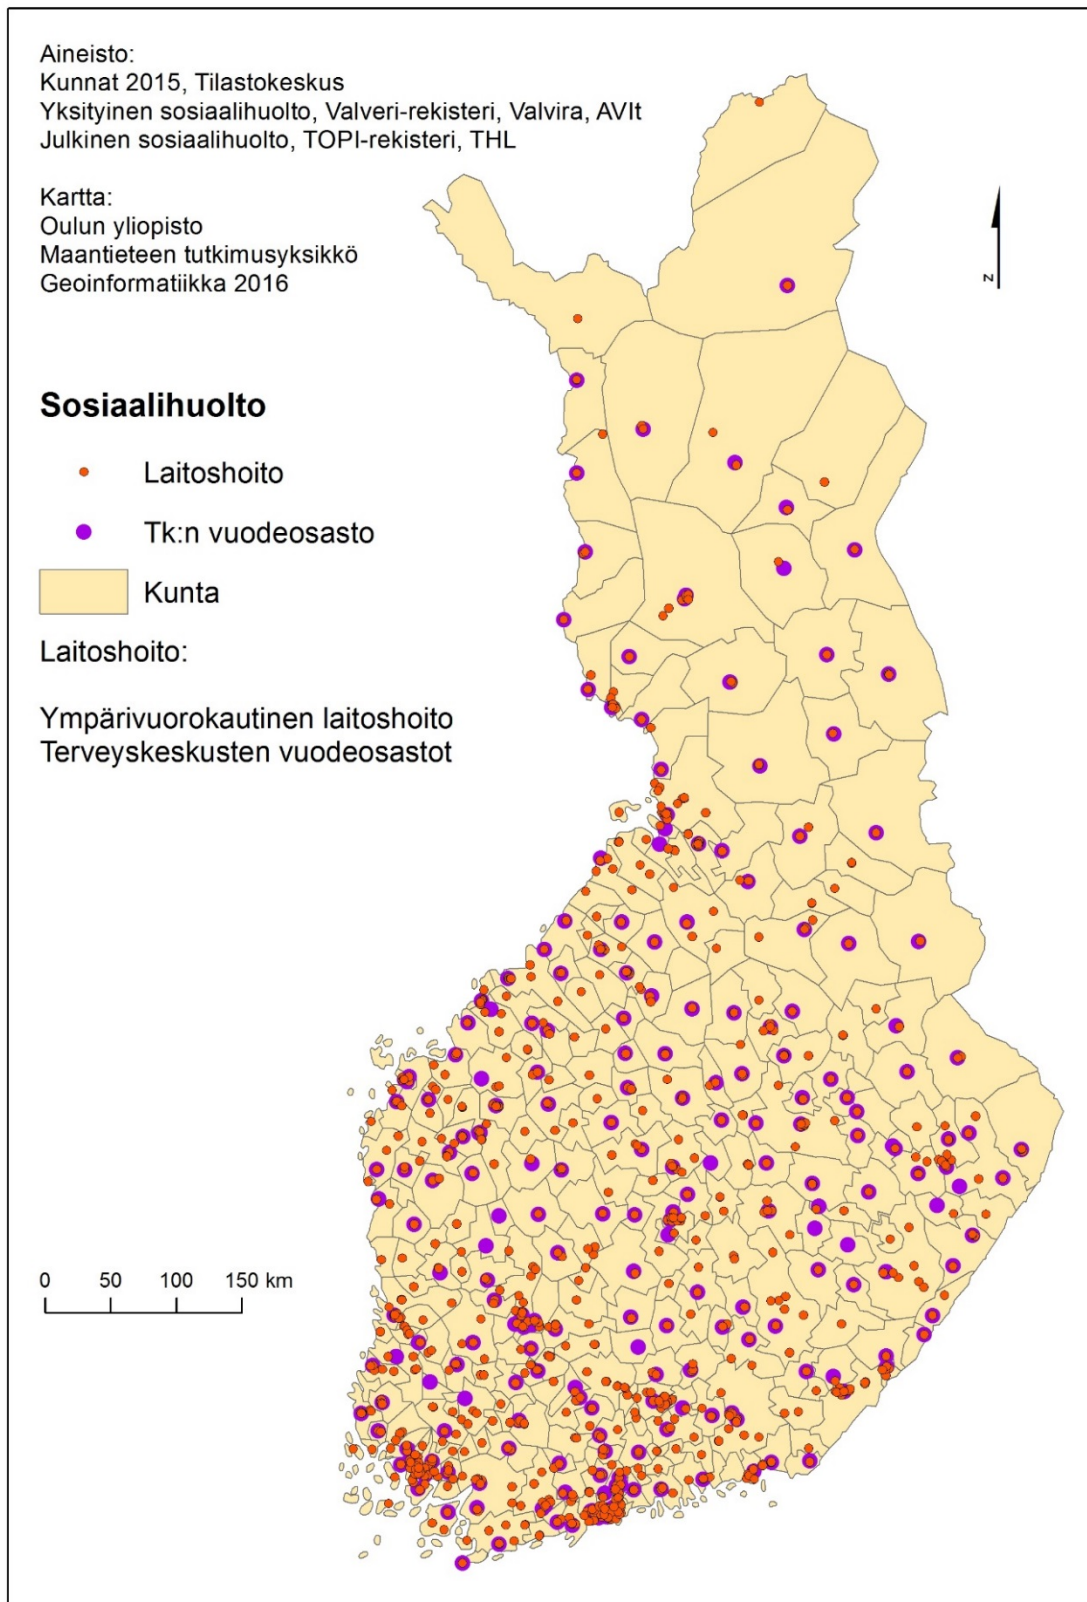 Aineisto:
Kunnat 2015, Tilastokeskus
Yksityinen sosiaalihuolto, Valveri-rekisteri, Valvira, AVIt
Julkinen sosiaalihuolto, TOPI-rekisteri, THL
Kartta:
Oulun yliopisto
Maantieteen tutkimusyksikkö
Geoinformatiikka 2016
N
Sosiaalihuolto
Laitoshoito
Tk:n vuodeosasto
Kunta
Laitoshoito:
Ympärivuorokautinen laitoshoito
Terveyskeskusten vuodeosastot
0 50 100 150 km